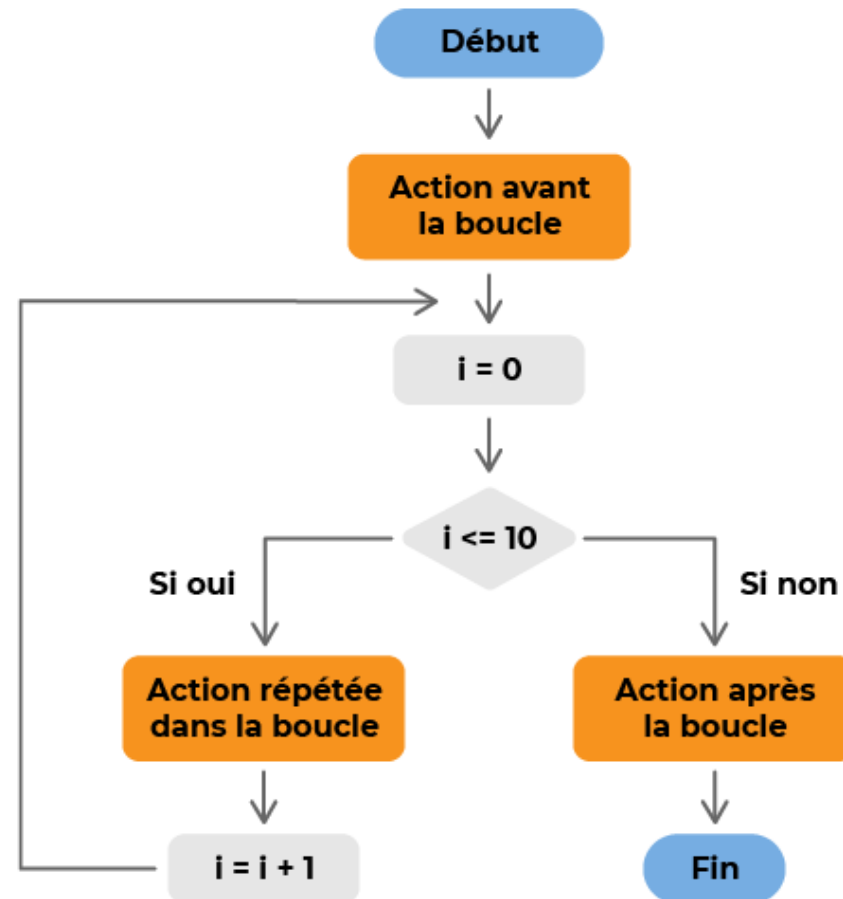 Début
Action avant
la boucle
i = 0
i <= 10
Si oui
Si non
Action répétée
dans la boucle
Action après
la boucle
i = i + 1
Fin